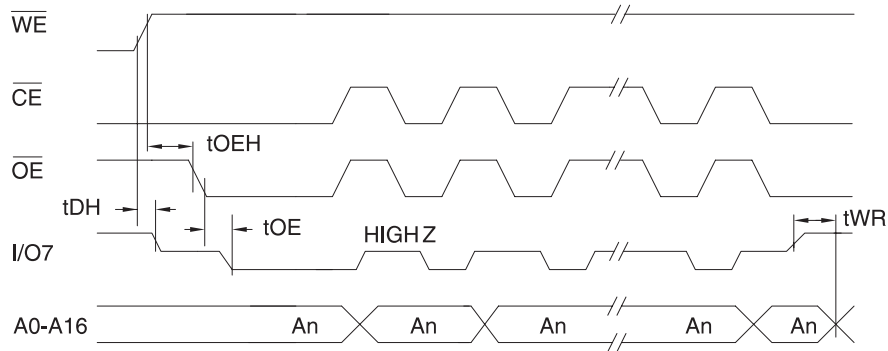 WE
CE
tOEH
OE
tDH
tOE
HIGH Z
tWR
I/O7
A0-A16 An An An An An